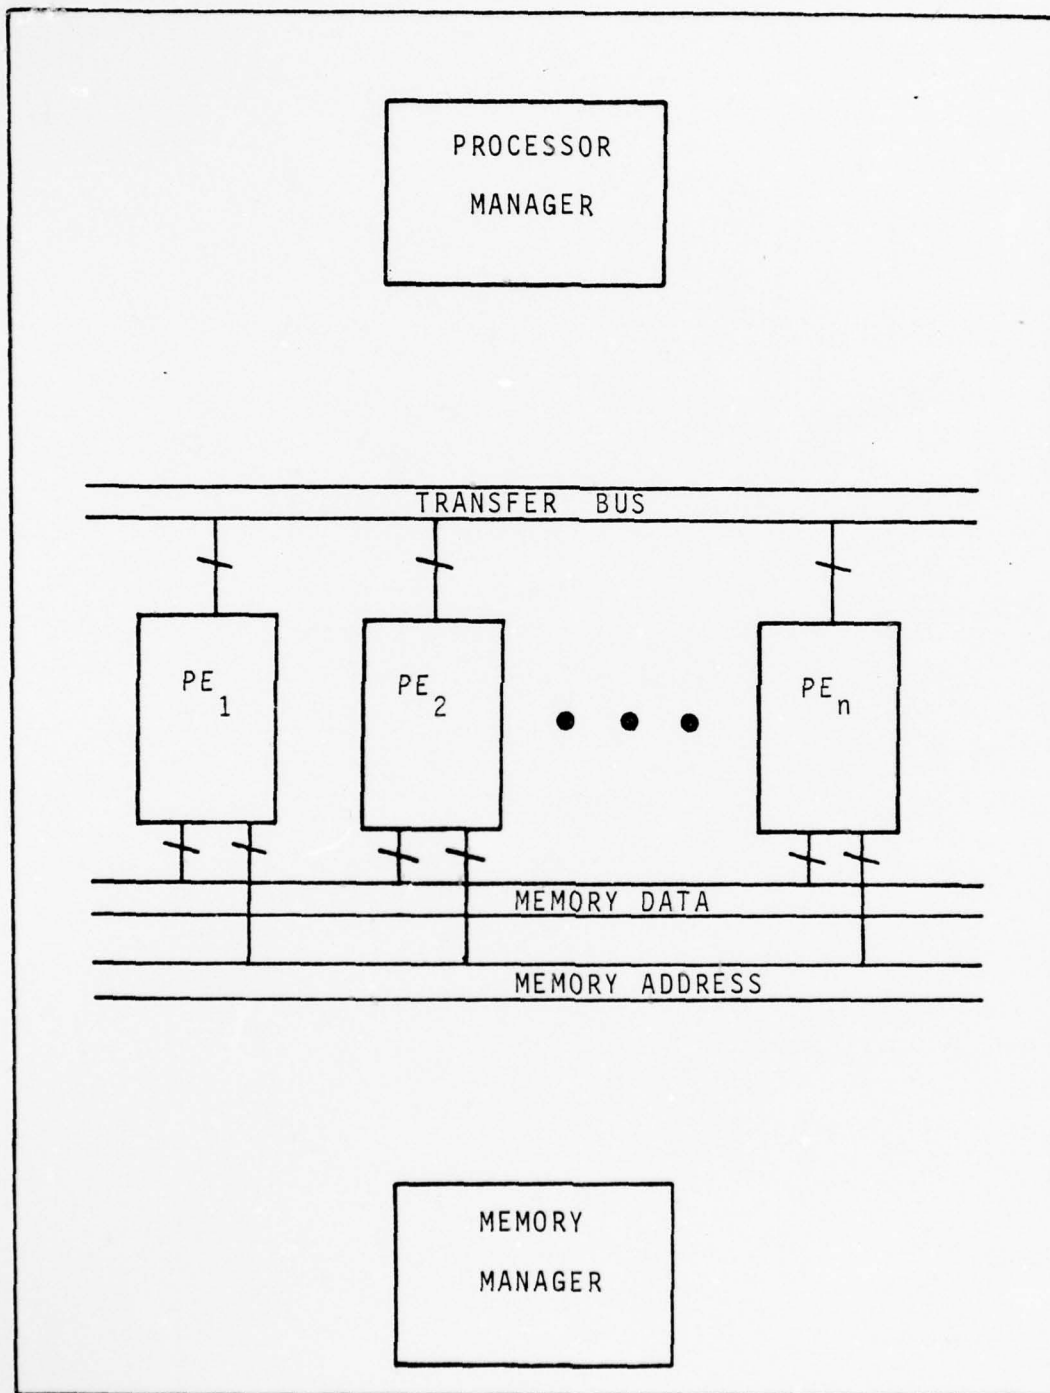 PROCESSOR
MANAGER
TRANSFER BUS
PE1
PE2
PEn
MEMORY DATA
MEMORY ADDRESS
MEMORY
MANAGER